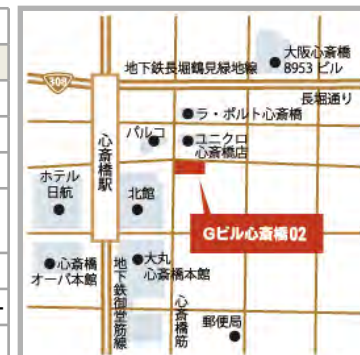 大阪心斎橋
8953 ビル
地下鉄長堀鶴見緑地線
308
長堀通り
ラ・ポルト心斎橋
パルコ
ユニクロ
心斎橋店
心斎橋駅
ホテル
日航
北館
Gビル心斎橋02
心斎橋
オーパ本館
地下鉄御堂筋線
大丸
心斎橋本館
心斎橋筋
郵便局